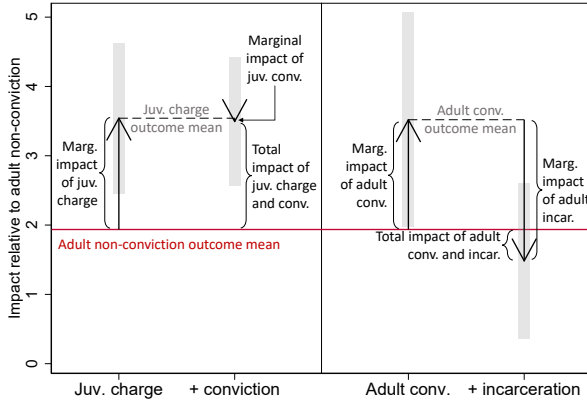 Impact relative to adult non-conviction
5
4
3
2
1
0
Marginal
impact of
juv. conv.
Juv. charge
outcome mean
Marg.
impact
of juv.
charge
Total
impact of
juv. charge
and conv.
Adult non-conviction outcome mean
Juv. charge
+ conviction
Adult conv.
outcome mean
Marg.
impact
of adult
conv.
Marg.
impact
of adult
incar.
Total impact of adult
conv. and incar.
Adult conv.
+ incarceration